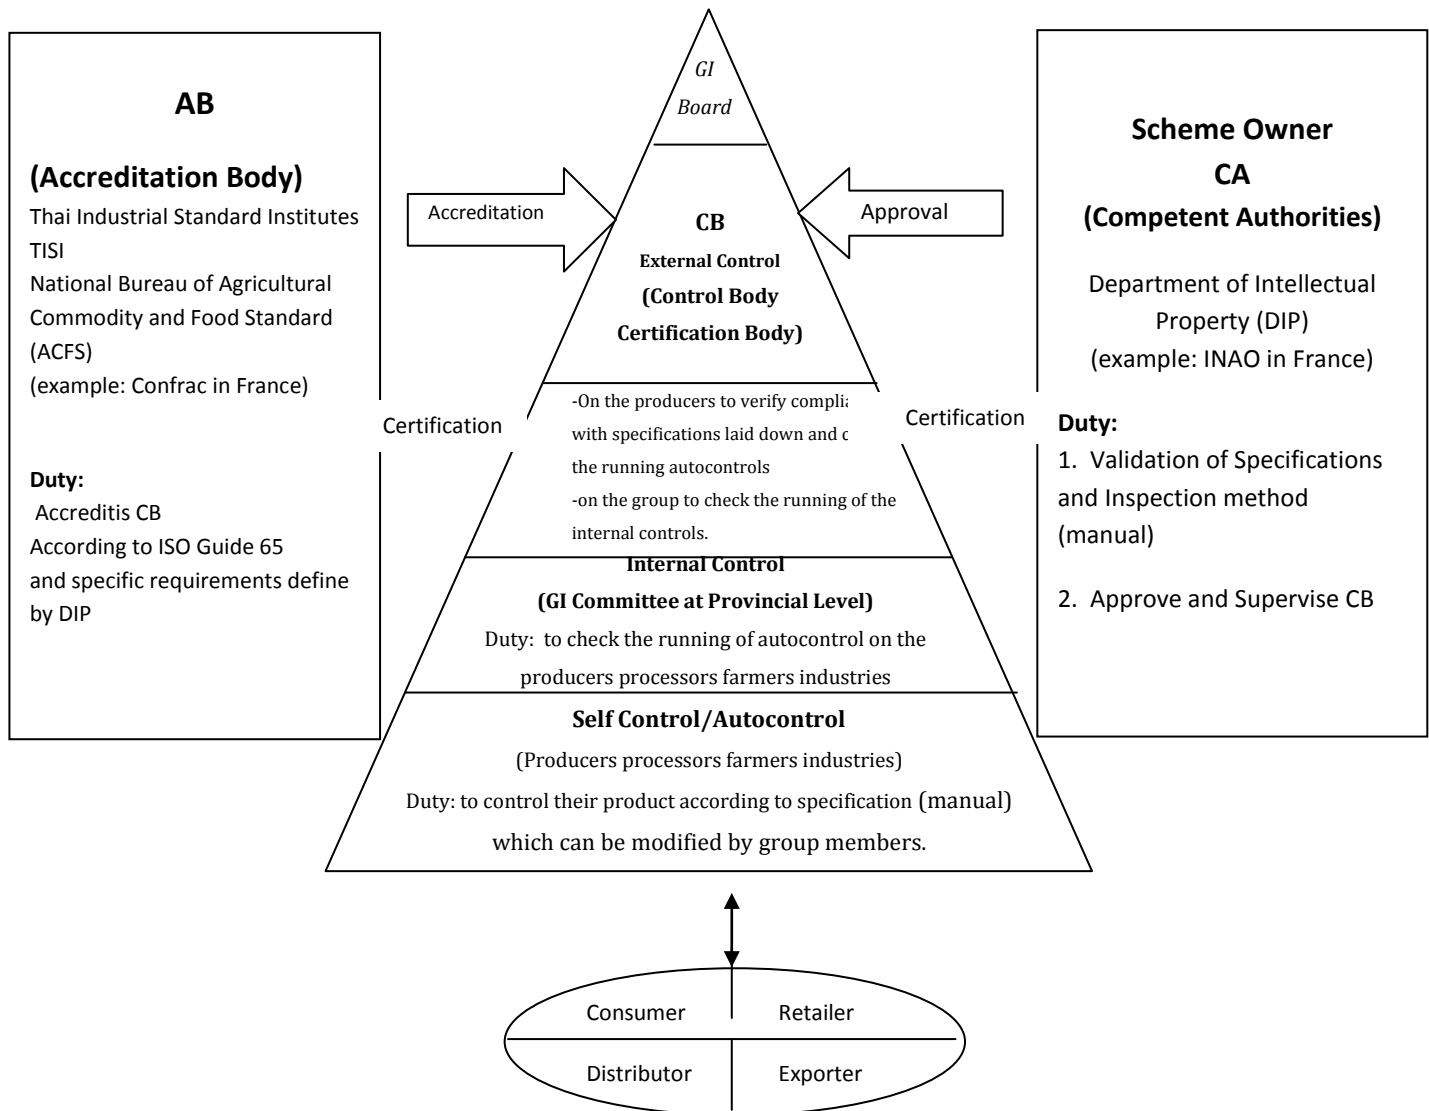 AB
(Accreditation Body)
Thai Industrial Standard Institutes
TISI
National Bureau of Agricultural
Commodity and Food Standard
(ACFS)
(example: Confrac in France)
Duty:
Accreditis CB
According to ISO Guide 65
and specific requirements define
by DIP
GI
Board
Accreditation
Approval
CB
External Control
(Control Body
Certification Body)
Certification
Certification
-On the producers to verify
with specifications laid down and
the running autocontrols
-on the group to check the running of the
internal controls.
Internal Control
(GI Committee at Provincial Level)
Duty: to check the running of autocontrol on the
producers processors farmers industries
Self Control/Autocontrol
(Producers processors farmers industries)
Duty: to control their product according to specification (manual)
which can be modified by group members.
Scheme Owner
CA
(Competent Authorities)
Department of Intellectual
Property (DIP)
(example: INAO in France)
Duty:
1. Validation of Specifications
and Inspection method
(manual)
2. Approve and Supervise CB
Consumer
Retailer
Distributor
Exporter